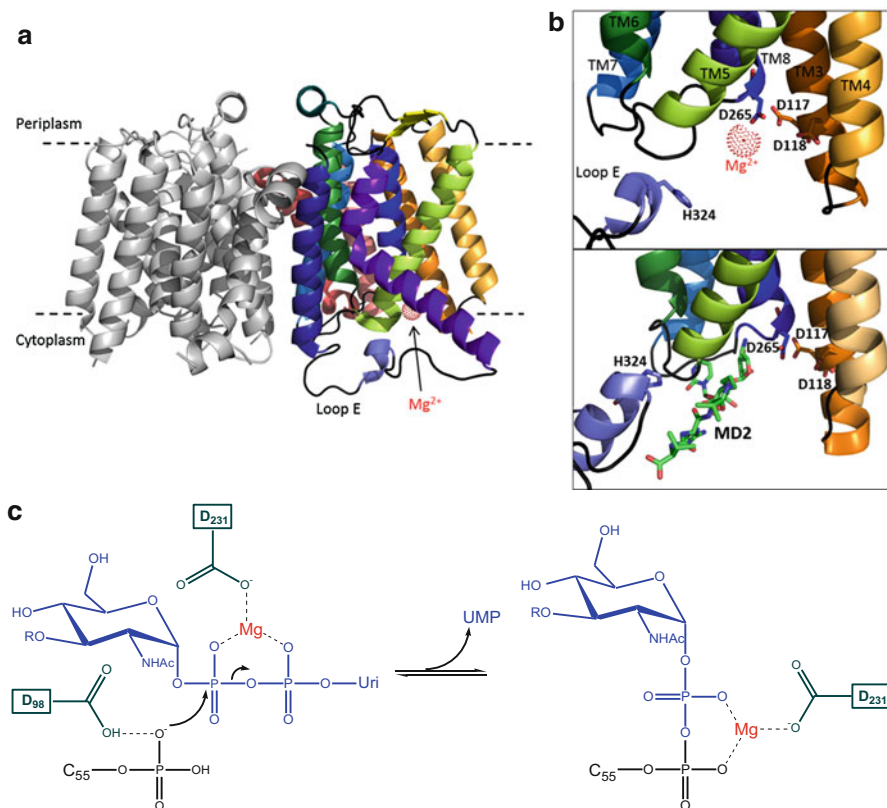 a
Periplasm
Cytoplasm
Loop E
Mg2+
b
TM6
TM7
TM5
TM8
TM3
TM4
D117
D265
D118
Mg2+
Loop E
H324
D117
D265
H324
D118
MD2
c
D231
O
O-
OH
HO
O
RO
NHAc
Mg
O
O
O
P
O
P
O
Uri
O
O
D98
O
OH
O-
C55
O
P
OH
O
UMP
OH
HO
O
RO
NHAc
O
O
P
O
O
Mg
O
-O
D231
C55
O
P
O
O